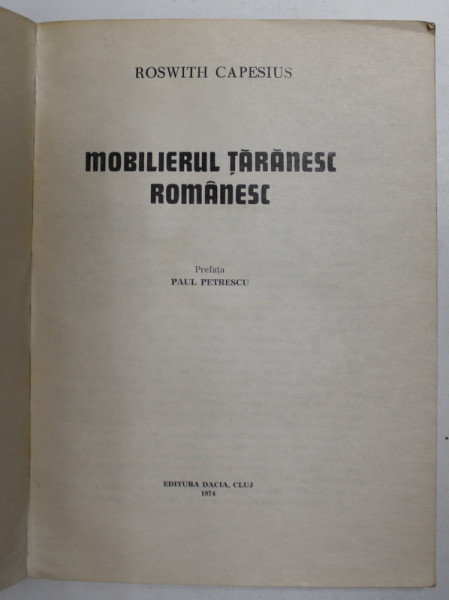 ROSWITH CAPESIUS
MOBILIERUL ȚĂRĂNESC
ROMÂNESC
Prefața
PAUL PETRESCU
EDITURA DACIA, CLUJ
1974